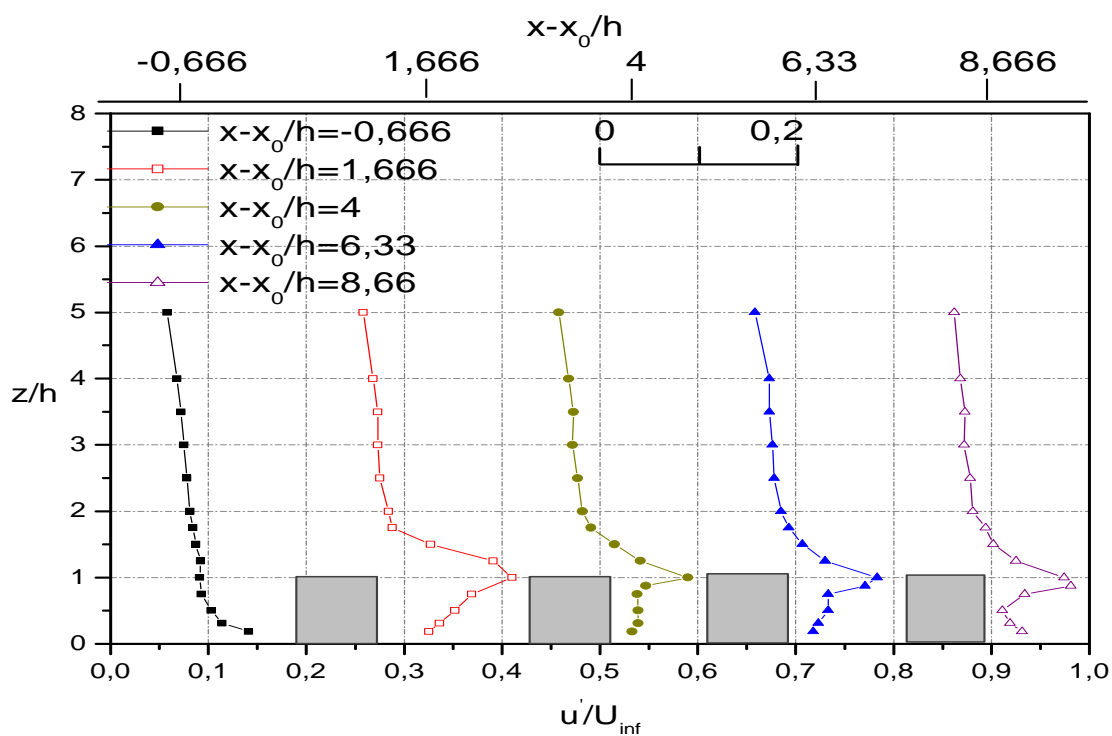 x-x0/h
-0,666 1,666 4 6,33 8,666
8
7
6
5
4
3
2
1
0
z/h
x-x0/h=-0,666
x-x0/h=1,666
x-x0/h=4
x-x0/h=6,33
x-x0/h=8,66
0 0,2
0,0 0,1 0,2 0,3 0,4 0,5 0,6 0,7 0,8 0,9 1,0
u'/Uinf